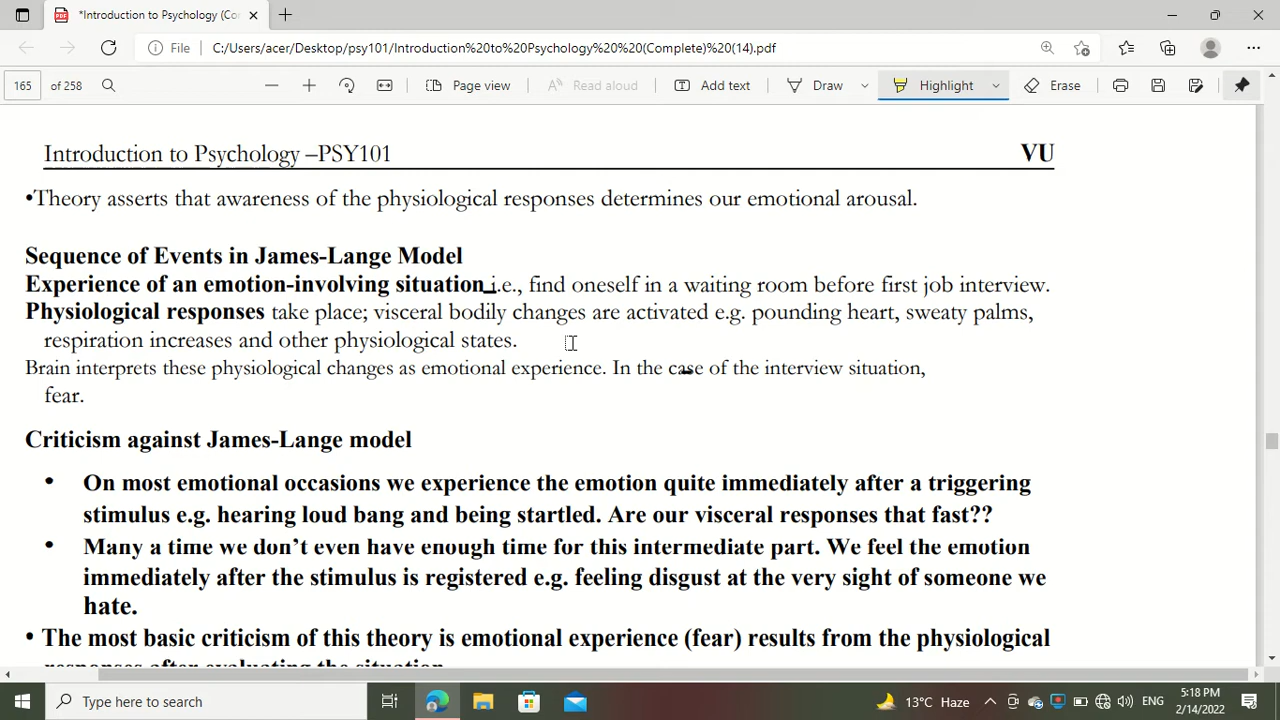 *Introduction to Psychology (Co
File
C:/Users/acer/Desktop/psy101/Introduction%20to%20Psychology%20%20(Complete)%20(14).pdf
165 of 258
Page view
Read aloud
Add text
Draw
Highlight
Erase
Introduction to Psychology –PSY101 VU
•Theory asserts that awareness of the physiological responses determines our emotional arousal.
Sequence of Events in James-Lange Model
Experience of an emotion-involving situation i.e., find oneself in a waiting room before first job interview.
Physiological responses take place; visceral bodily changes are activated e.g. pounding heart, sweaty palms,
respiration increases and other physiological states.
Brain interprets these physiological changes as emotional experience. In the case of the interview situation,
fear.
Criticism against James-Lange model
• On most emotional occasions we experience the emotion quite immediately after a triggering
stimulus e.g. hearing loud bang and being startled. Are our visceral responses that fast??
• Many a time we don't even have enough time for this intermediate part. We feel the emotion
immediately after the stimulus is registered e.g. feeling disgust at the very sight of someone we
hate.
• The most basic criticism of this theory is emotional experience (fear) results from the physiological
responses after evaluating the situation
Type here to search
13°C Haze
ENG
5:18 PM
2/14/2022